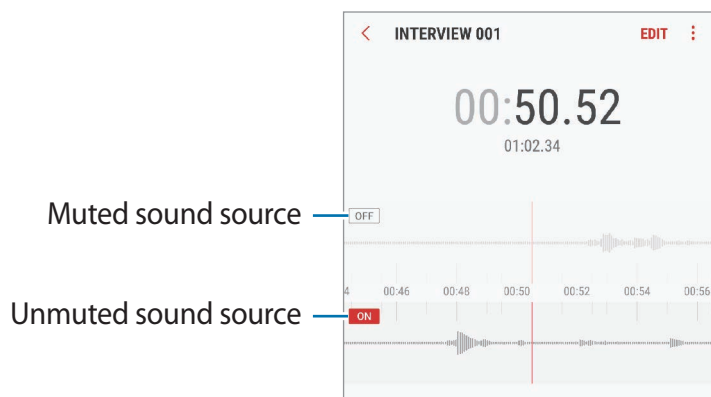 INTERVIEW 001 EDIT
00:50.52
01:02.34
Muted sound source OFF
4 00:46 00:48 00:50 00:52 00:54 00:56
Unmuted sound source ON